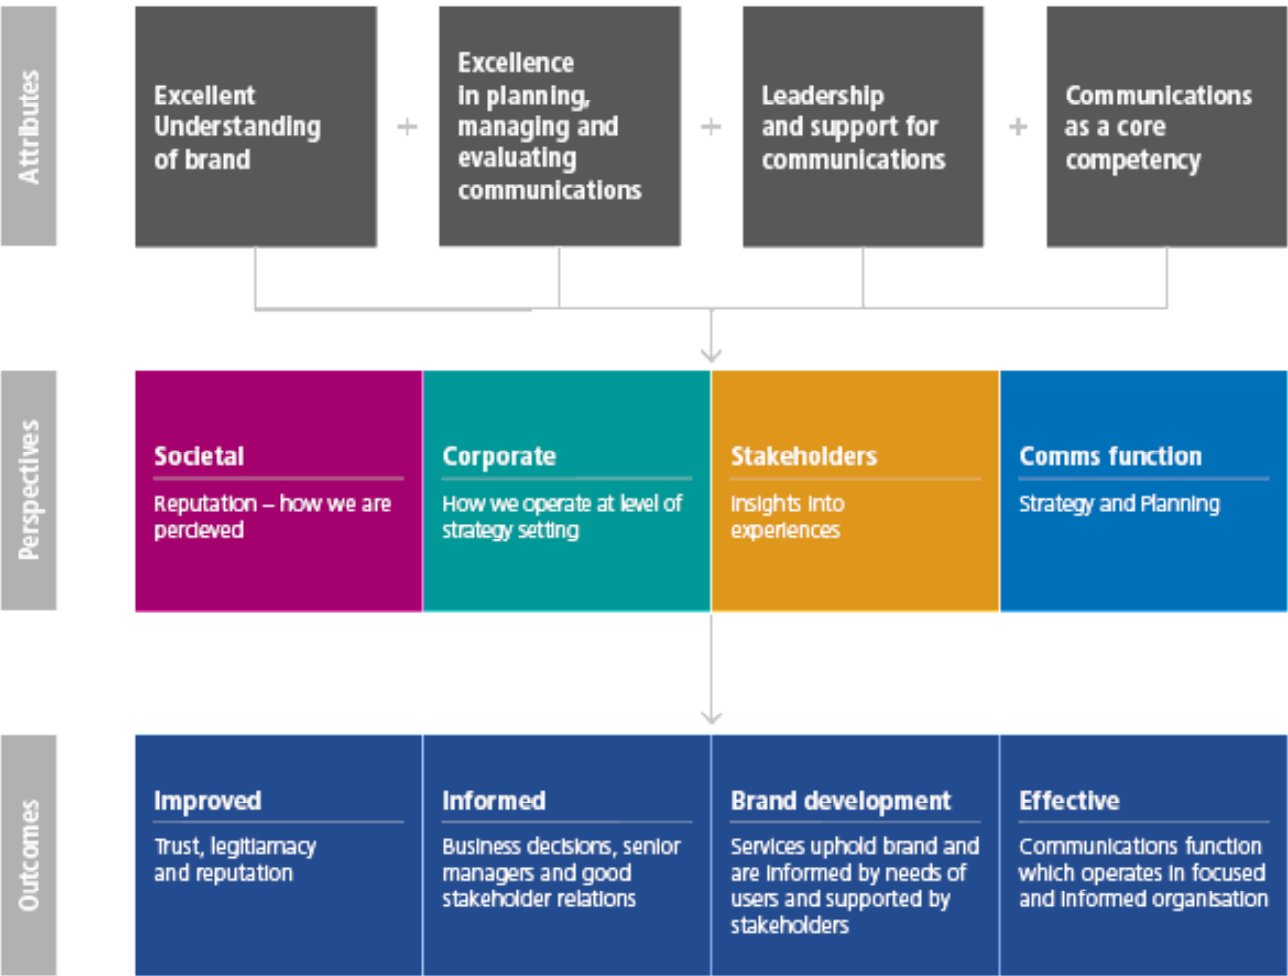 Attributes
Excellent
Understanding
of brand
+
Excellence
in planning,
managing and
evaluating
communications
+
Leadership
and support for
communications
+
Communications
as a core
competency
Perspectives
Societal
Reputation – how we are
percieved
Corporate
How we operate at level of
strategy setting
Stakeholders
Insights into
experiences
Comms function
Strategy and Planning
Outcomes
Improved
Trust, legitiamacy
and reputation
Informed
Business decisions, senior
managers and good
stakeholder relations
Brand development
Services uphold brand and
are informed by needs of
users and supported by
stakeholders
Effective
Communications function
which operates in focused
and informed organisation